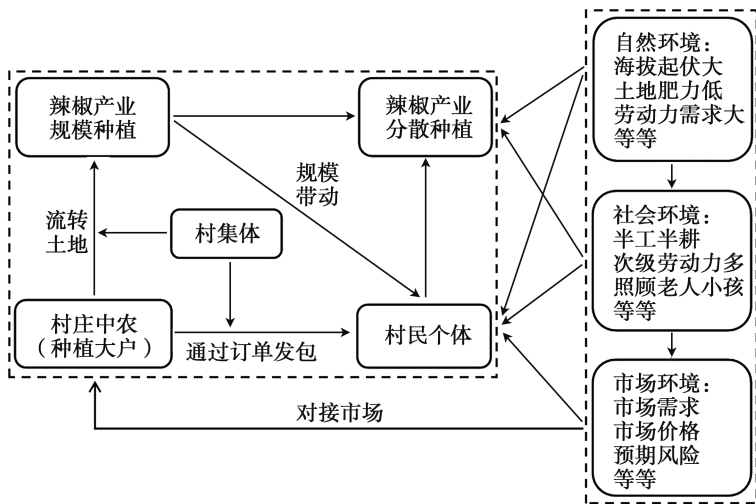 辣椒产业
规模种植
辣椒产业
分散种植
规模
带动
流转
土地
村集体
村庄中农
（种植大户）
通过订单发包
村民个体
对接市场
自然环境：
海拔起伏大
土地肥力低
劳动力需求大
等等
社会环境：
半工半耕
次级劳动力多
照顾老人小孩
等等
市场环境：
市场需求
市场价格
预期风险
等等